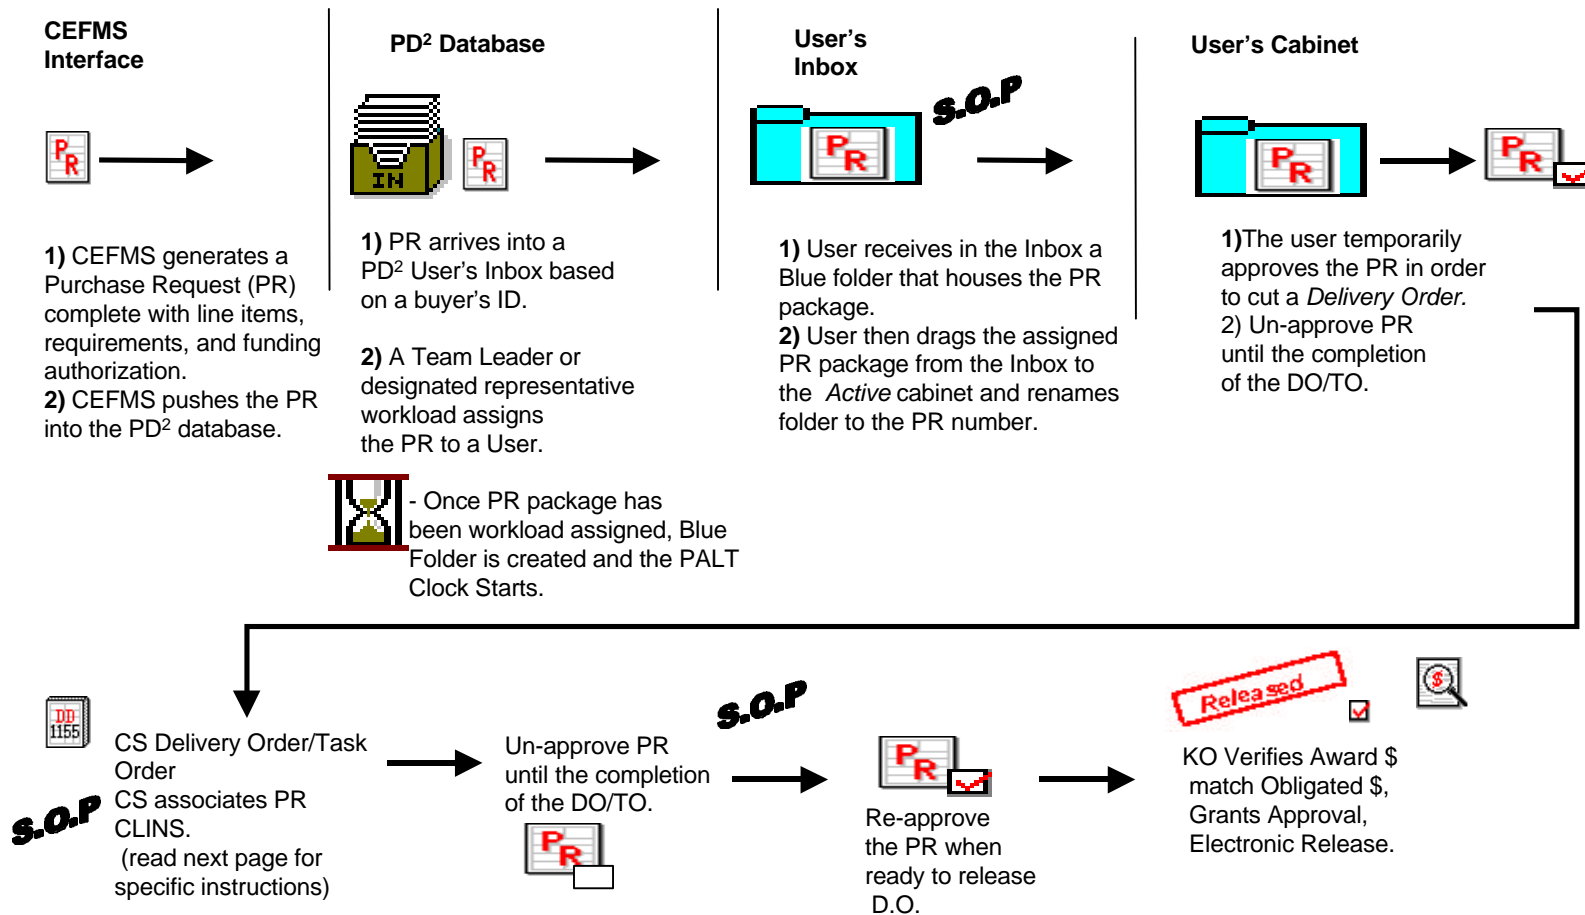 CEFMS
Interface
PR
1) CEFMS generates a
Purchase Request (PR)
complete with line items,
requirements, and funding
authorization.
2) CEFMS pushes the PR
into the PD2 database.
PD2 Database
IN
PR
1) PR arrives into a
PD2 User's Inbox based
on a buyer's ID.
2) A Team Leader or
designated representative
workload assigns
the PR to a User.
- Once PR package has
been workload assigned, Blue
Folder is created and the PALT
Clock Starts.
User's
Inbox
S.O.P
PR
1) User receives in the Inbox a
Blue folder that houses the PR
package.
2) User then drags the assigned
PR package from the Inbox to
the Active cabinet and renames
folder to the PR number.
User's Cabinet
PR
PR
1)The user temporarily
approves the PR in order
to cut a Delivery Order.
2) Un-approve PR
until the completion
of the DO/TO.
DD
1155
S.O.P
CS Delivery Order/Task
Order
CS associates PR
CLINS.
(read next page for
specific instructions)
Un-approve PR
until the completion
of the DO/TO.
PR
S.O.P
PR
Re-approve
the PR when
ready to release
D.O.
Released
$
KO Verifies Award $
match Obligated $,
Grants Approval,
Electronic Release.